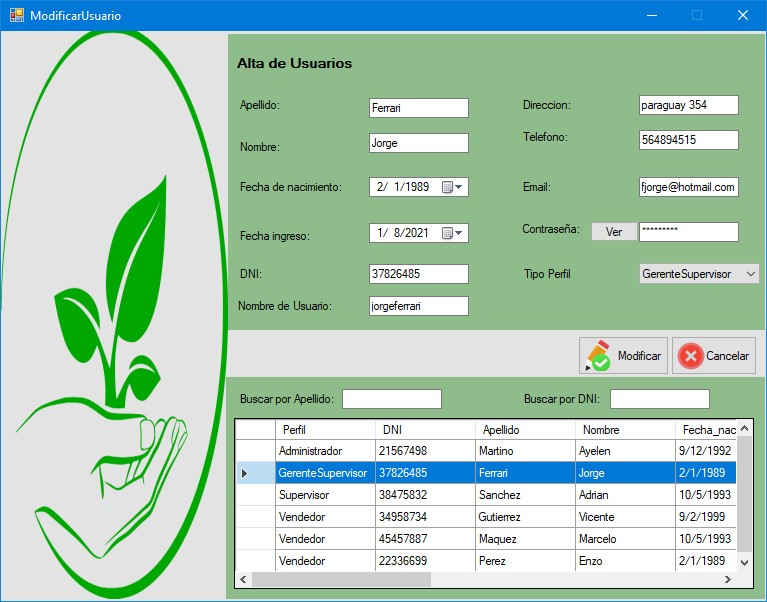 ModificarUsuario
Alta de Usuarios
Apellido: Ferrari Direccion: paraguay 354
Nombre: Jorge Telefono: 564894515
Fecha de nacimiento: 2/ 1/1989 Email: fjorge@hotmail.com
Fecha ingreso: 1/ 8/2021 Contraseña: Ver *********
DNI: 37826485 Tipo Perfil GerenteSupervisor
Nombre de Usuario: jorgeferrari
Modificar Cancelar
Buscar por Apellido: Buscar por DNI:
Perfil DNI Apellido Nombre Fecha_nac
Administrador 21567498 Martino Ayelen 9/12/1992
GerenteSupervisor 37826485 Ferrari Jorge 2/1/1989
Supervisor 38475832 Sanchez Adrian 10/5/1993
Vendedor 34958734 Gutierrez Vicente 9/2/1999
Vendedor 45457887 Maquez Marcelo 10/5/1993
Vendedor 22336699 Perez Enzo 2/1/1989